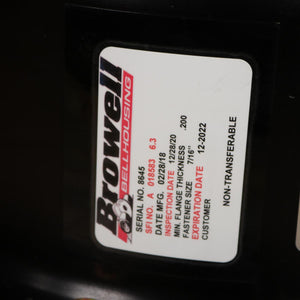 Browell
BELLHOUSING
SERIAL NO. 8645
SFI NO. A 018583 6.3
DATE MFG. 02/28/18
INSPECTION DATE 12/28/20
MIN. FLANGE THICKNESS .200
FASTENER SIZE 7/16"
EXPIRATION DATE 12-2022
CUSTOMER
NON-TRANSFERABLE